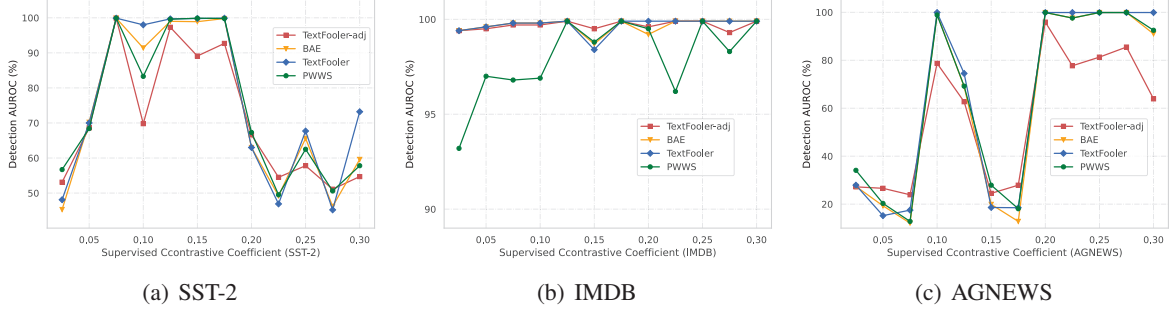 Detection AUROC (%)
100
90
80
70
60
50
TextFooler-adj
BAE
TextFooler
PWWS
0,05
0,10
0,15
0,20
0,25
0,30
Supervised Ccontrastive Coefficient (SST-2)
(a) SST-2
Detection AUROC (%)
100
95
90
TextFooler-adj
BAE
TextFooler
PWWS
0,05
0,10
0,15
0,20
0,25
0,30
Supervised Ccontrastive Coefficient (IMDB)
(b) IMDB
Detection AUROC (%)
100
80
60
40
20
TextFooler-adj
BAE
TextFooler
PWWS
0,05
0,10
0,15
0,20
0,25
0,30
Supervised Ccontrastive Coefficient (AGNEWS)
(c) AGNEWS